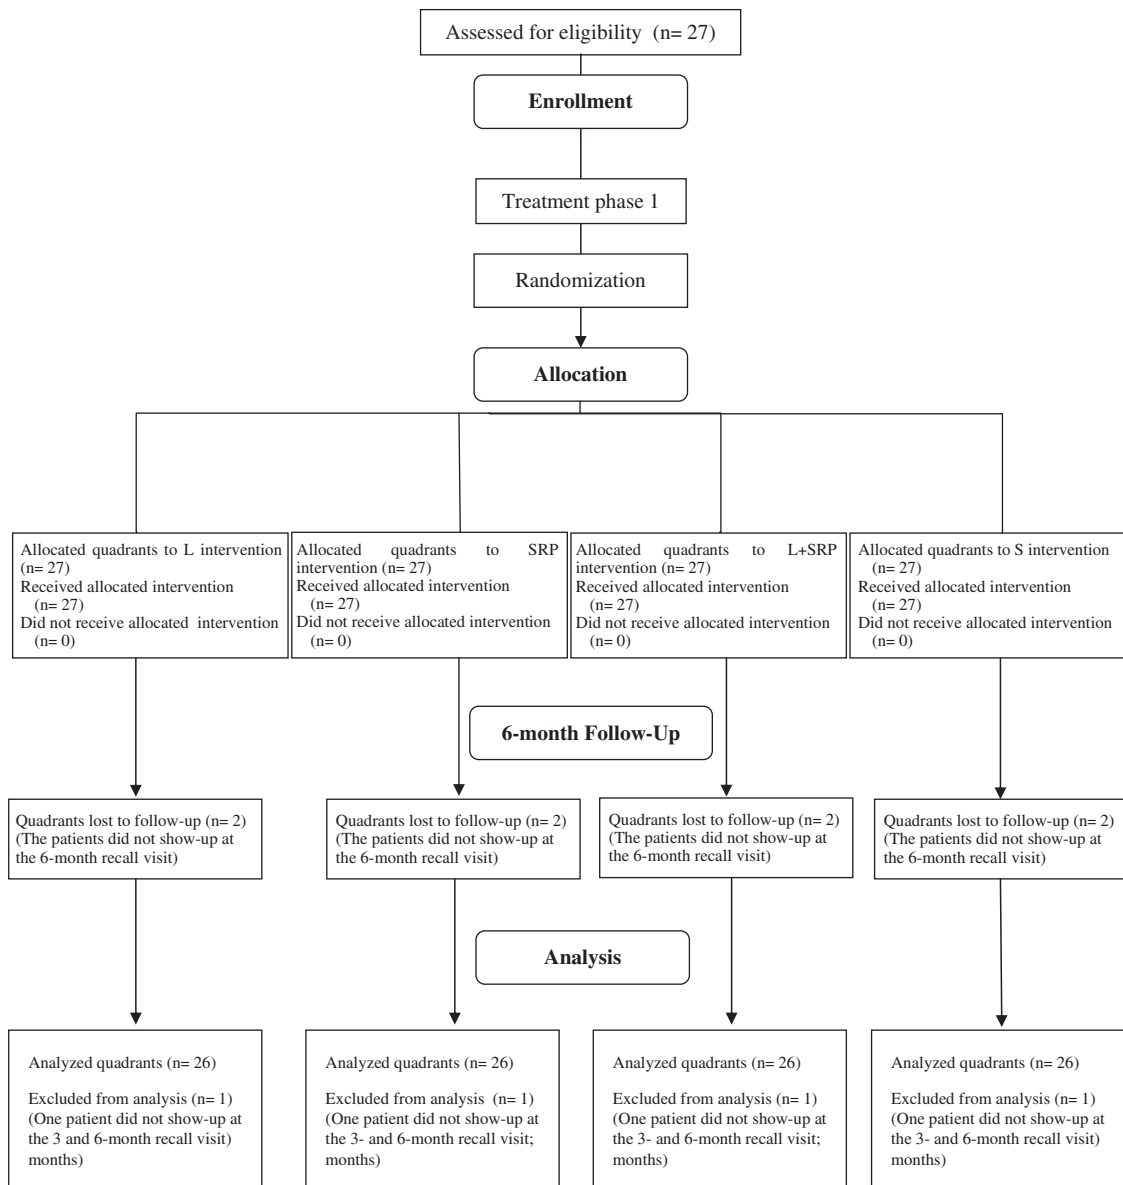 Assessed for eligibility (n= 27)
Enrollment
Treatment phase 1
Randomization
Allocation
Allocated quadrants to L intervention
(n= 27)
Received allocated intervention
(n= 27)
Did not receive allocated intervention
(n= 0)
Allocated quadrants to SRP
intervention (n= 27)
Received allocated intervention
(n= 27)
Did not receive allocated intervention
(n= 0)
Allocated quadrants to L+SRP
intervention (n= 27)
Received allocated intervention
(n= 27)
Did not receive allocated intervention
(n= 0)
Allocated quadrants to S intervention
(n= 27)
Received allocated intervention
(n= 27)
Did not receive allocated intervention
(n= 0)
6-month Follow-Up
Quadrants lost to follow-up (n= 2)
(The patients did not show-up at
the 6-month recall visit)
Quadrants lost to follow-up (n= 2)
(The patients did not show-up at
the 6-month recall visit)
Quadrants lost to follow-up (n= 2)
(The patients did not show-up at
the 6-month recall visit)
Quadrants lost to follow-up (n= 2)
(The patients did not show-up at
the 6-month recall visit)
Analysis
Analyzed quadrants (n= 26)
Excluded from analysis (n= 1)
(One patient did not show-up at
the 3 and 6-month recall visit)
months)
Analyzed quadrants (n= 26)
Excluded from analysis (n= 1)
(One patient did not show-up at
the 3- and 6-month recall visit;
months)
Analyzed quadrants (n= 26)
Excluded from analysis (n= 1)
(One patient did not show-up at
the 3- and 6-month recall visit;
months)
Analyzed quadrants (n= 26)
Excluded from analysis (n= 1)
(One patient did not show-up at
the 3- and 6-month recall visit)
months)